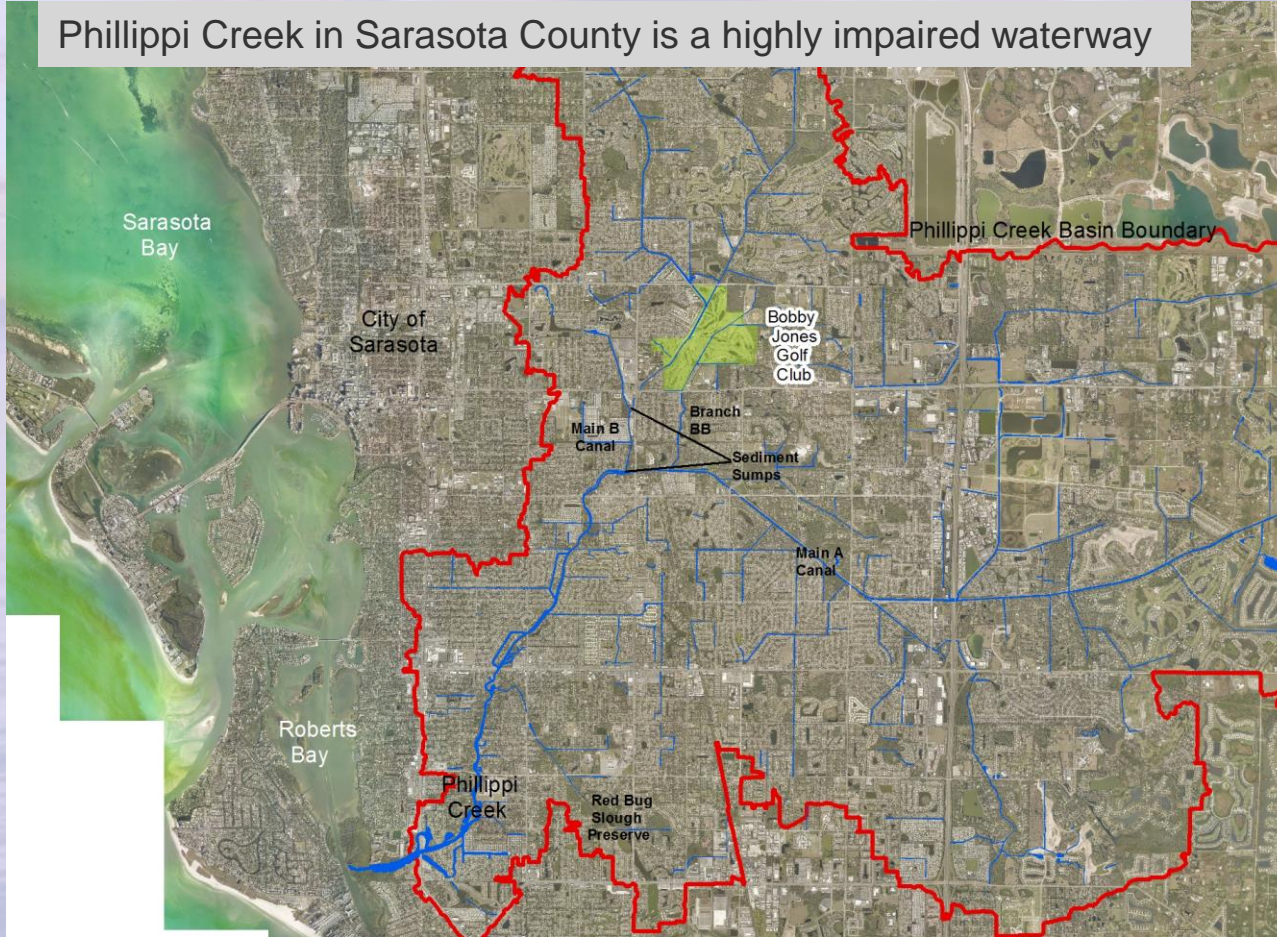 Phillippi Creek in Sarasota County is a highly impaired waterway
Sarasota
Bay
Phillippi Creek Basin Boundary
City of
Sarasota
Bobby
Jones
Golf
Club
Branch
BB
Main B
Canal
Sediment
Sumps
Main A
Canal
Roberts
Bay
Phillippi
Creek
Red Bug
Slough
Preserve